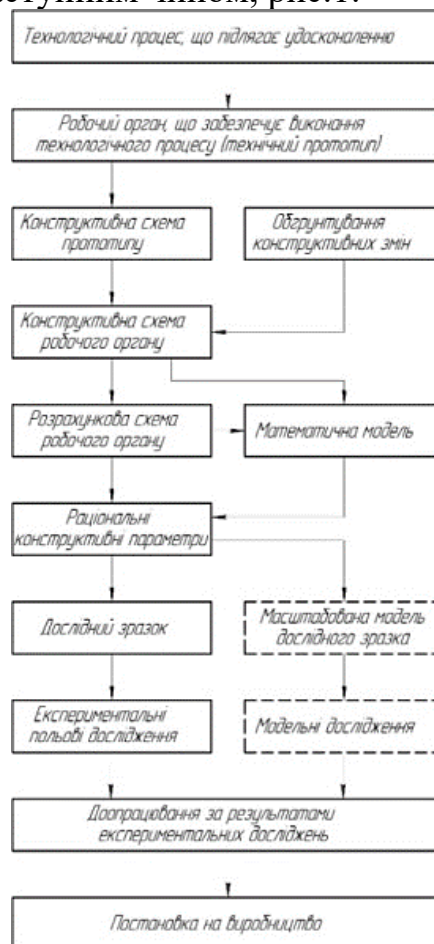 ступним чином, рис.1.
Технологічний процес, що підлягає удосконаленню
Робочий орган, що забезпечує виконання
технологічного процесу (технічний прототип)
Конструктивна схема
прототипу
Обгрунтування
конструктивних змін
Конструктивна схема
робочого органу
Розрахункова схема
робочого органу
Математична модель
Раціональні
конструктивні параметри
Дослідний зразок
Масштабована модель
дослідного зразка
Експериментальні
польові дослідження
Модельні дослідження
Доопрацювання за результатами
експериментальних досліджень
Постановка на виробництво